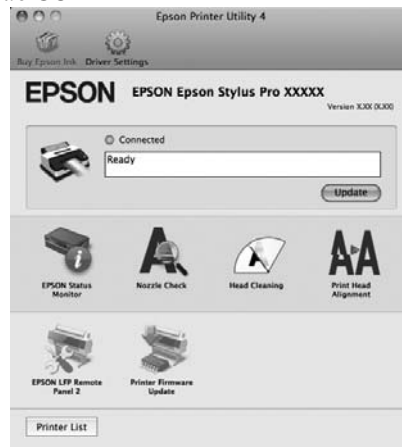 Epson Printer Utility 4
Buy Epson Ink Driver Settings
EPSON EPSON Epson Stylus Pro XXXXX
Version X.XX (X.XX)
Connected
Ready
Update
EPSON Status
Monitor
Nozzle Check
Head Cleaning
Print Head
Alignment
EPSON LFP Remote
Panel 2
Printer Firmware
Update
Printer List